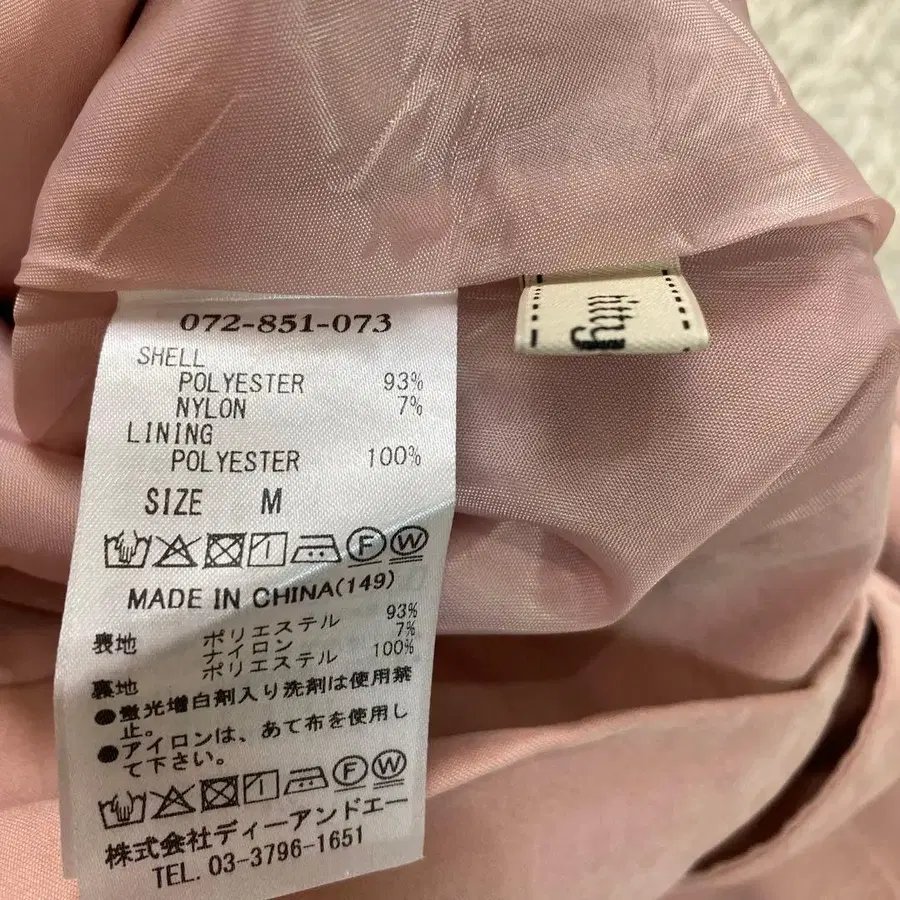 072-851-073
SHELL
POLYESTER 93%
NYLON 7%
LINING
POLYESTER 100%
SIZE M
F W
MADE IN CHINA(149)
表地 ポリエステル 93%
ナイロン 7%
裏地 ポリエステル 100%
●蛍光増白剤入り洗剤は使用禁
止。
●アイロンは、あて布を使用し
て下さい。
F W
株式会社ディーアンドエー
TEL. 03-3796-1651